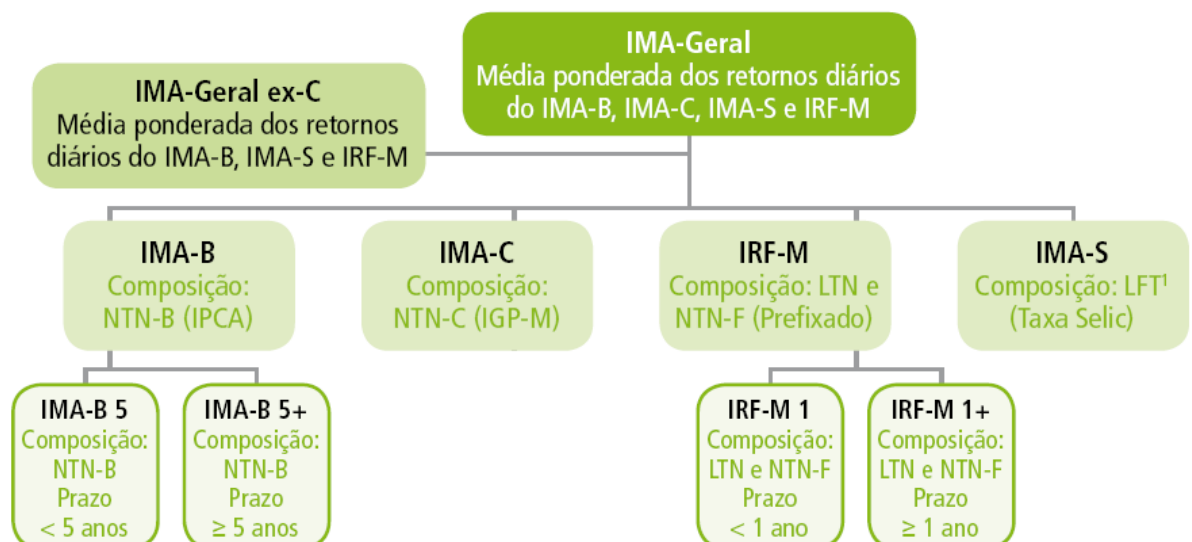 IMA-Geral
Média ponderada dos retornos diários
do IMA-B, IMA-C, IMA-S e IRF-M
IMA-Geral ex-C
Média ponderada dos retornos
diários do IMA-B, IMA-S e IRF-M
IMA-B
Composição:
NTN-B (IPCA)
IMA-C
Composição:
NTN-C (IGP-M)
IRF-M
Composição: LTN e
NTN-F (Prefixado)
IMA-S
Composição: LFT¹
(Taxa Selic)
IMA-B 5
Composição:
NTN-B
Prazo
< 5 anos
IMA-B 5+
Composição:
NTN-B
Prazo
≥ 5 anos
IRF-M 1
Composição:
LTN e NTN-F
Prazo
< 1 ano
IRF-M 1+
Composição:
LTN e NTN-F
Prazo
≥ 1 ano